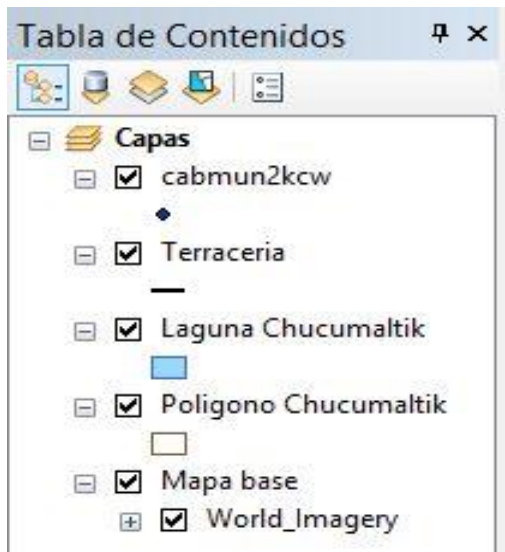 Tabla de Contenidos
Capas
cabmun2kcw
Terraceria
Laguna Chucumaltik
Poligono Chucumaltik
Mapa base
World_Imagery